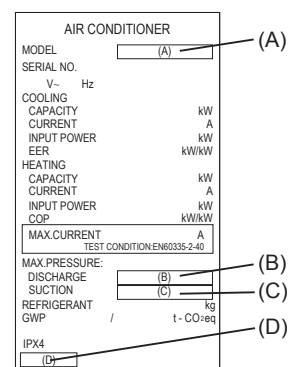 AIR CONDITIONER
MODEL (A) (A)
SERIAL NO.
V~ Hz
COOLING
CAPACITY kW
CURRENT A
INPUT POWER kW
EER kW/kW
HEATING
CAPACITY kW
CURRENT A
INPUT POWER kW
COP kW/kW
MAX.CURRENT A
TEST CONDITION:EN60335-2-40
MAX.PRESSURE:
DISCHARGE (B) (B)
SUCTION (C) (C)
REFRIGERANT kg
GWP / t - CO2eq
(D)
IPX4
(D)